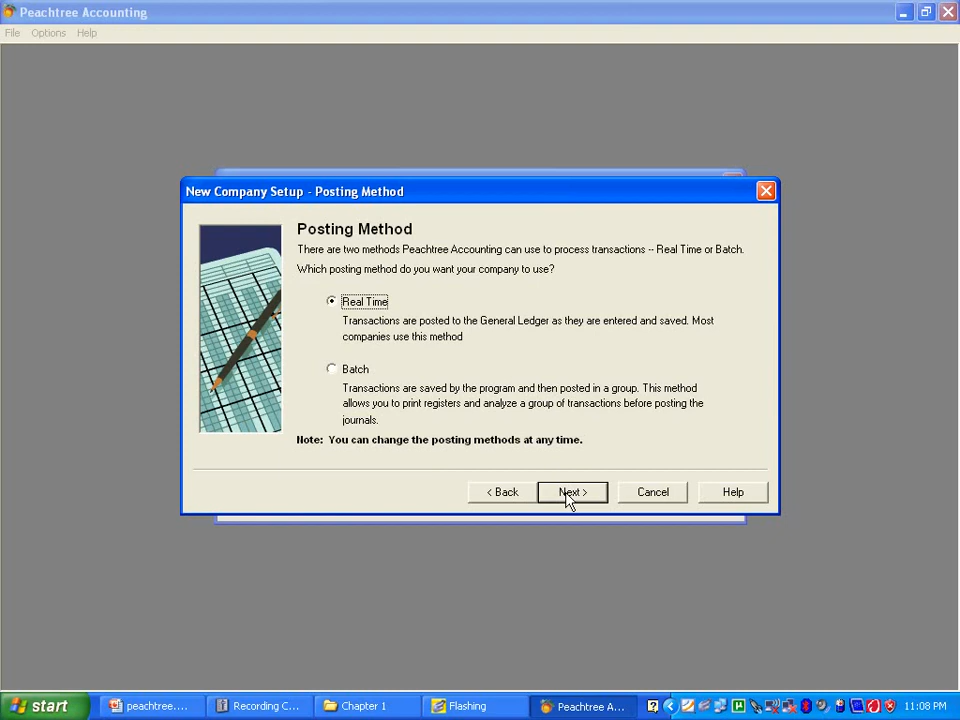 Peachtree Accounting
File Options Help
New Company Setup - Posting Method
Posting Method
There are two methods Peachtree Accounting can use to process transactions -- Real Time or Batch.
Which posting method do you want your company to use?
Real Time
Transactions are posted to the General Ledger as they are entered and saved. Most
companies use this method
Batch
Transactions are saved by the program and then posted in a group. This method
allows you to print registers and analyze a group of transactions before posting the
journals.
Note: You can change the posting methods at any time.
< Back Next > Cancel Help
start peachtree.... Recording C... Chapter 1 Flashing Peachtree A... 11:08 PM